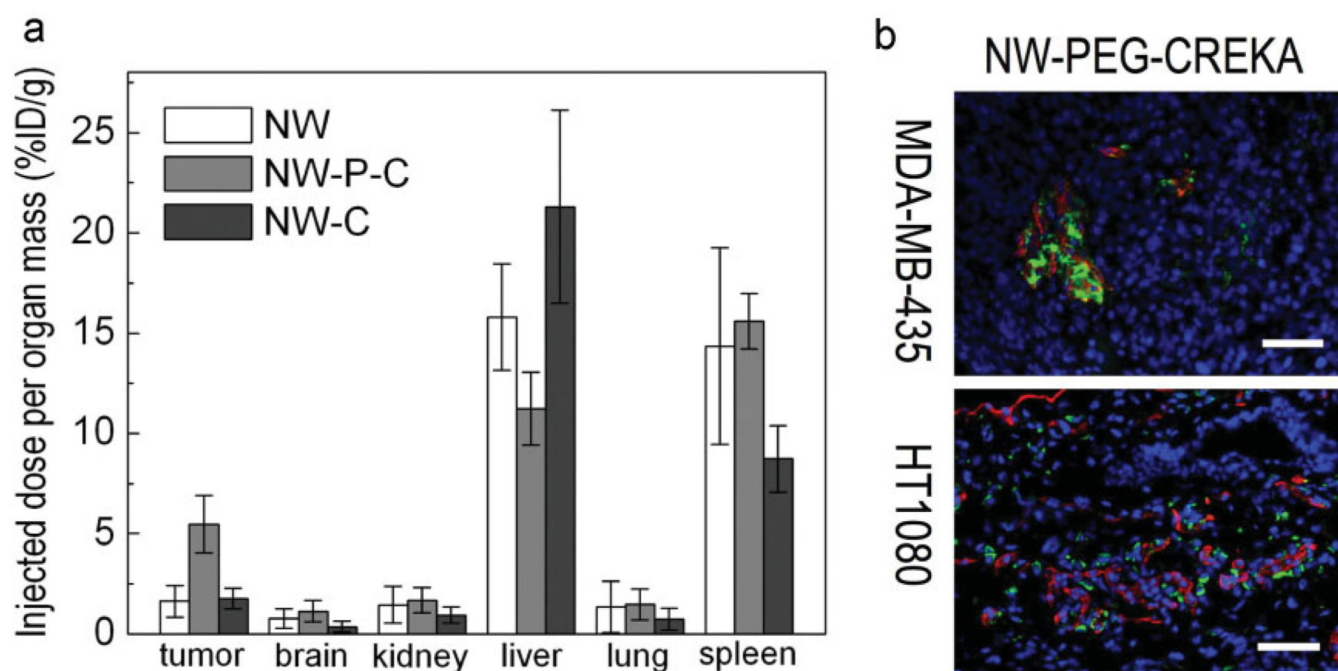 a
Injected dose per organ mass (%ID/g)
25
20
15
10
5
0
NW
NW-P-C
NW-C
tumor brain kidney liver lung spleen
b
NW-PEG-CREKA
MDA-MB-435
HT1080